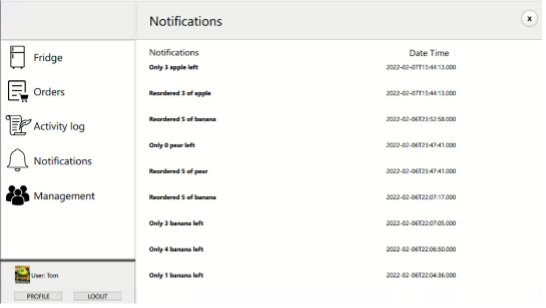 Notifications
x
Fridge
Orders
Activity log
Notifications
Management
User: Tom
PROFILE LOOUT
Notifications Date Time
Only 3 apple left 2022-02-07T15:44:13.000
Reordered 3 of apple 2022-02-07T15:44:13.000
Reordered 5 of banana 2022-02-06T23:52:58.000
Only 0 pear left 2022-02-06T23:47:41.000
Reordered 5 of pear 2022-02-06T23:47:41.000
Reordered 5 of banana 2022-02-06T22:07:17.000
Only 3 banana left 2022-02-06T22:07:05.000
Only 4 banana left 2022-02-06T22:06:50.000
Only 1 banana left 2022-02-06T22:04:36.000